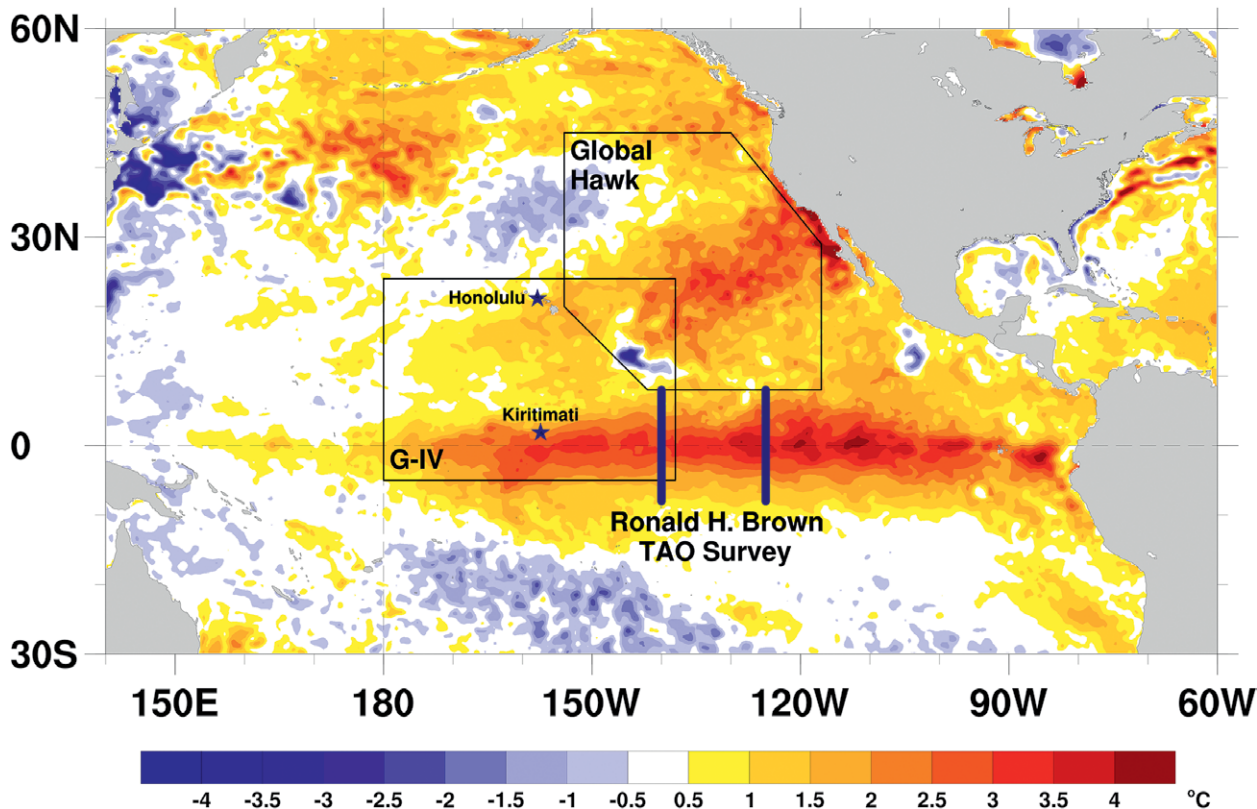 60N
Global
Hawk
30N
Honolulu
Kiritimati
0
G-IV
Ronald H. Brown
TAO Survey
30S
150E 180 150W 120W 90W 60W
-4 -3.5 -3 -2.5 -2 -1.5 -1 -0.5 0.5 1 1.5 2 2.5 3 3.5 4 °C